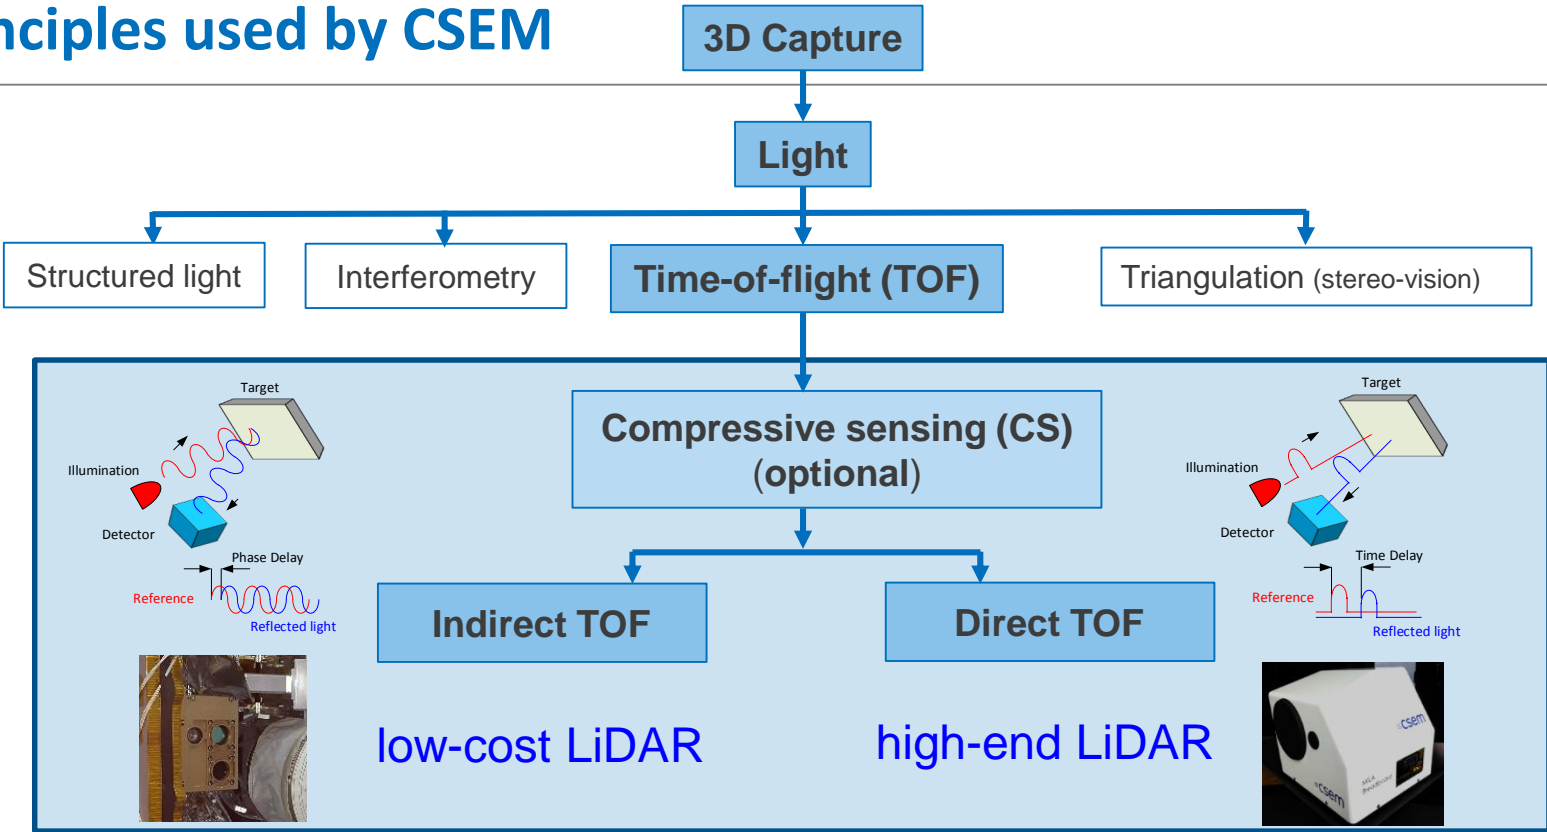 nciples used by CSEM
3D Capture
Light
Structured light
Interferometry
Time-of-flight (TOF)
Triangulation (stereo-vision)
Target
Illumination
Detector
Phase Delay
Reference
Reflected light
Compressive sensing (CS)
(optional)
Target
Illumination
Detector
Time Delay
Reference
Reflected light
Indirect TOF
Direct TOF
low-cost LiDAR
high-end LiDAR
csem
csem